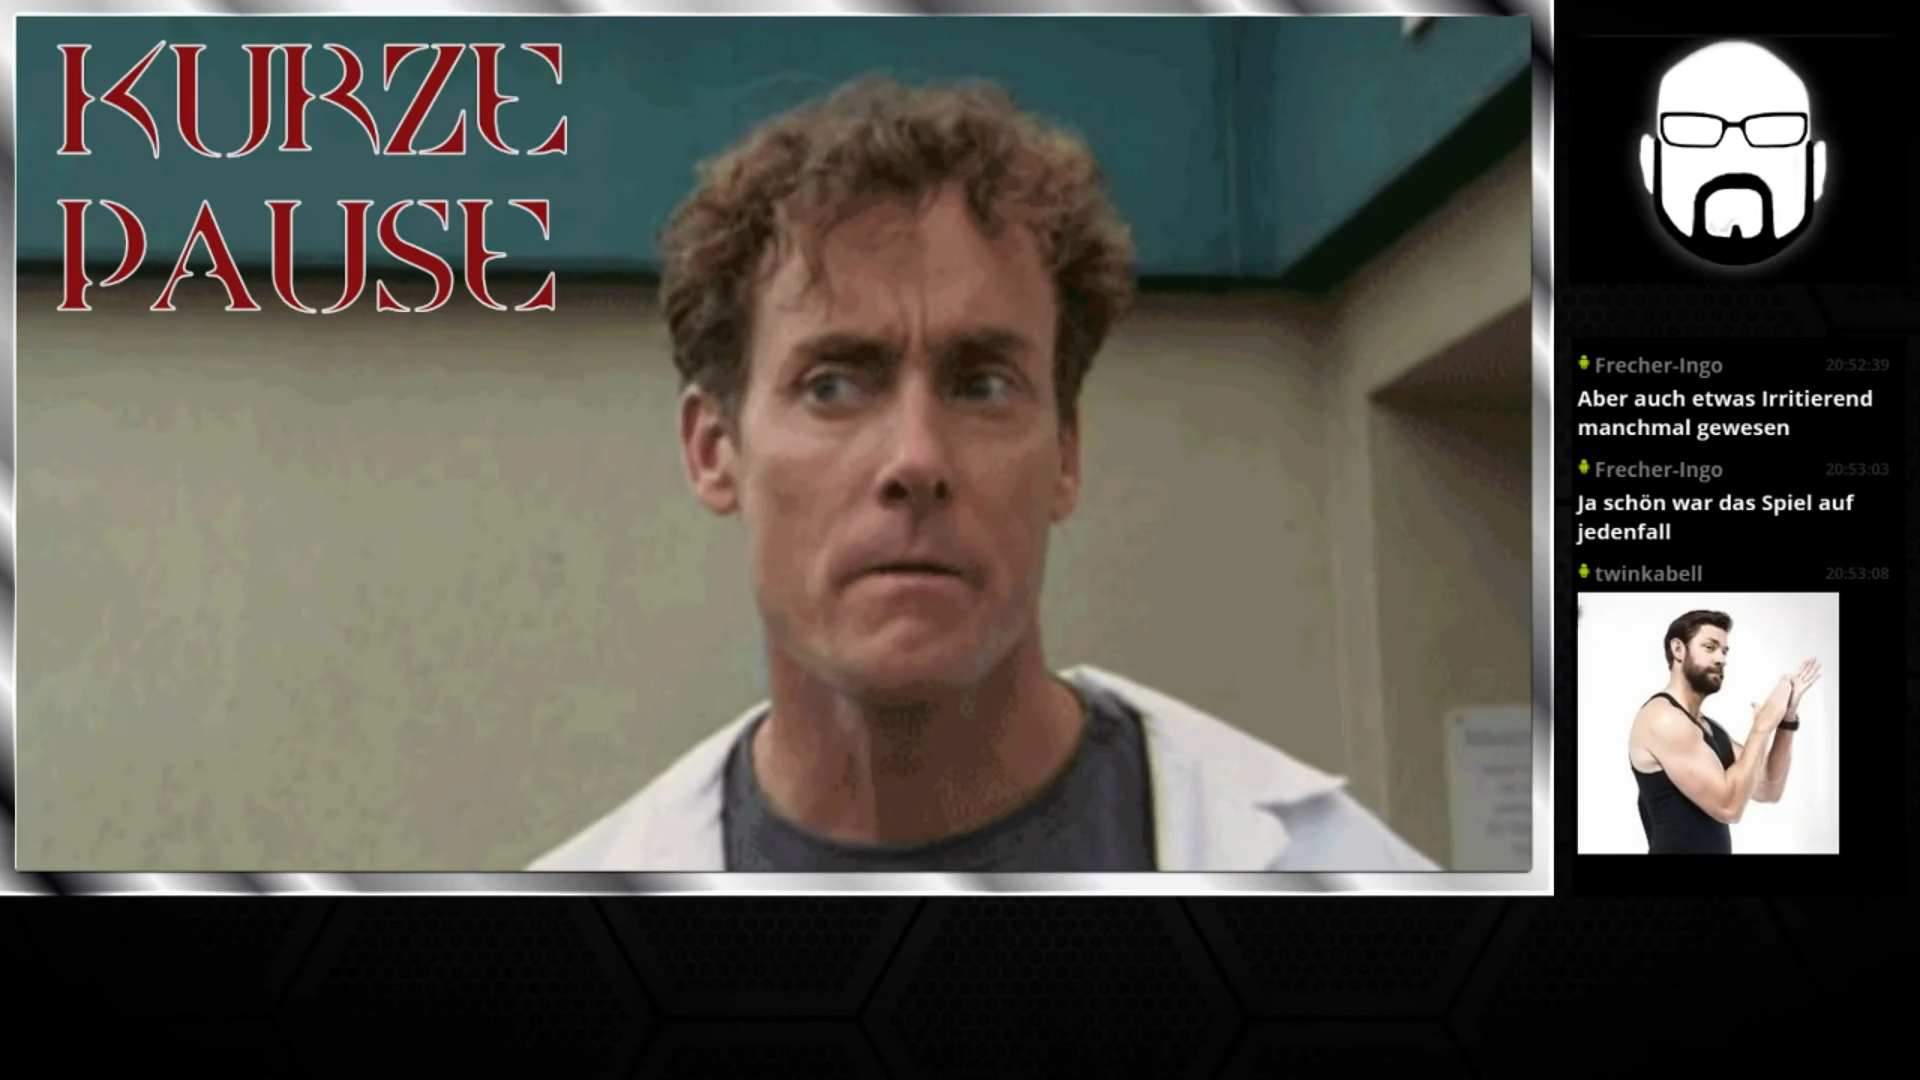 KURZE
PAUSE
Frecher-Ingo 20:52:39
Aber auch etwas Irritierend
manchmal gewesen
Frecher-Ingo 20:53:03
Ja schön war das Spiel auf
jedenfall
twinkabell 20:53:08